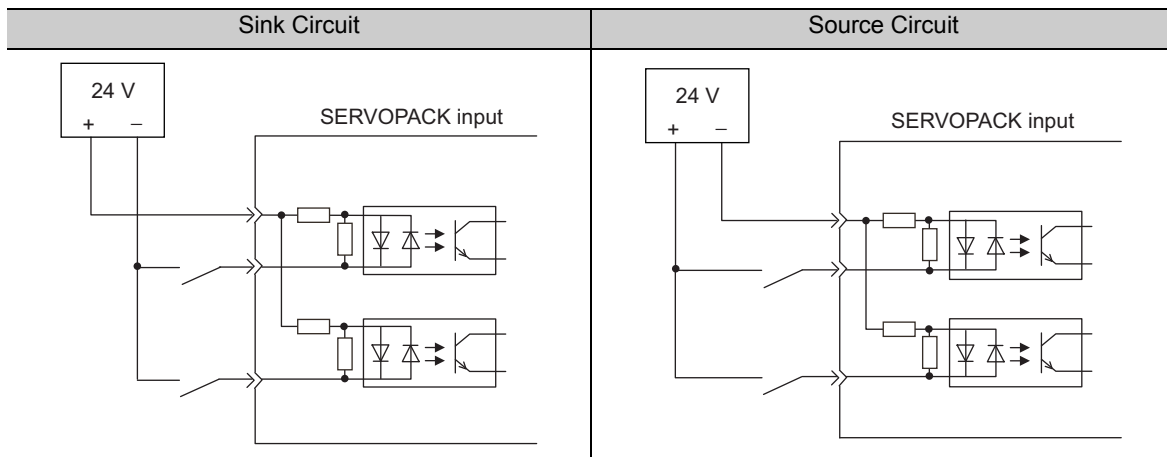 Sink Circuit
Source Circuit
24 V
+ −
SERVOPACK input
24 V
+ −
SERVOPACK input